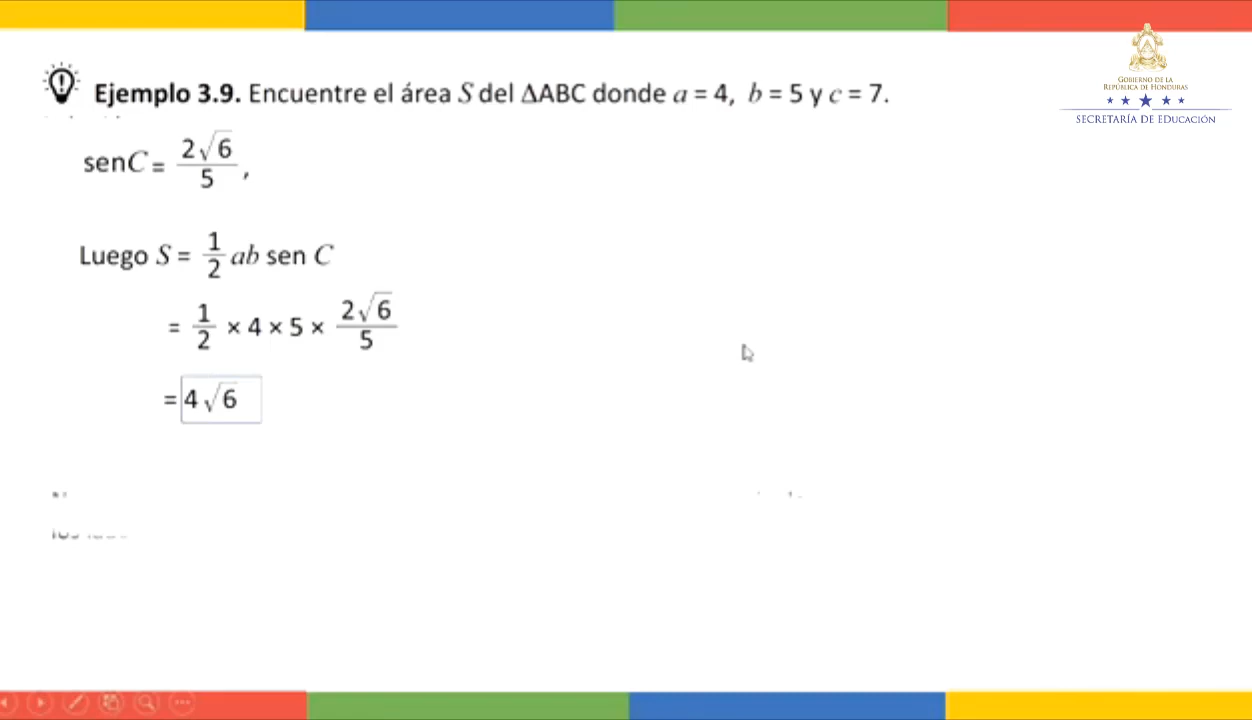 Ejemplo 3.9. Encuentre el área S del ΔABC donde a = 4, b = 5 y c = 7.
GOBIERNO DE LA
REPÚBLICA DE HONDURAS
SECRETARÍA DE EDUCACIÓN
senC = 2√6/5,
Luego S = 1/2 ab sen C
= 1/2 × 4 × 5 × 2√6/5
= 4√6